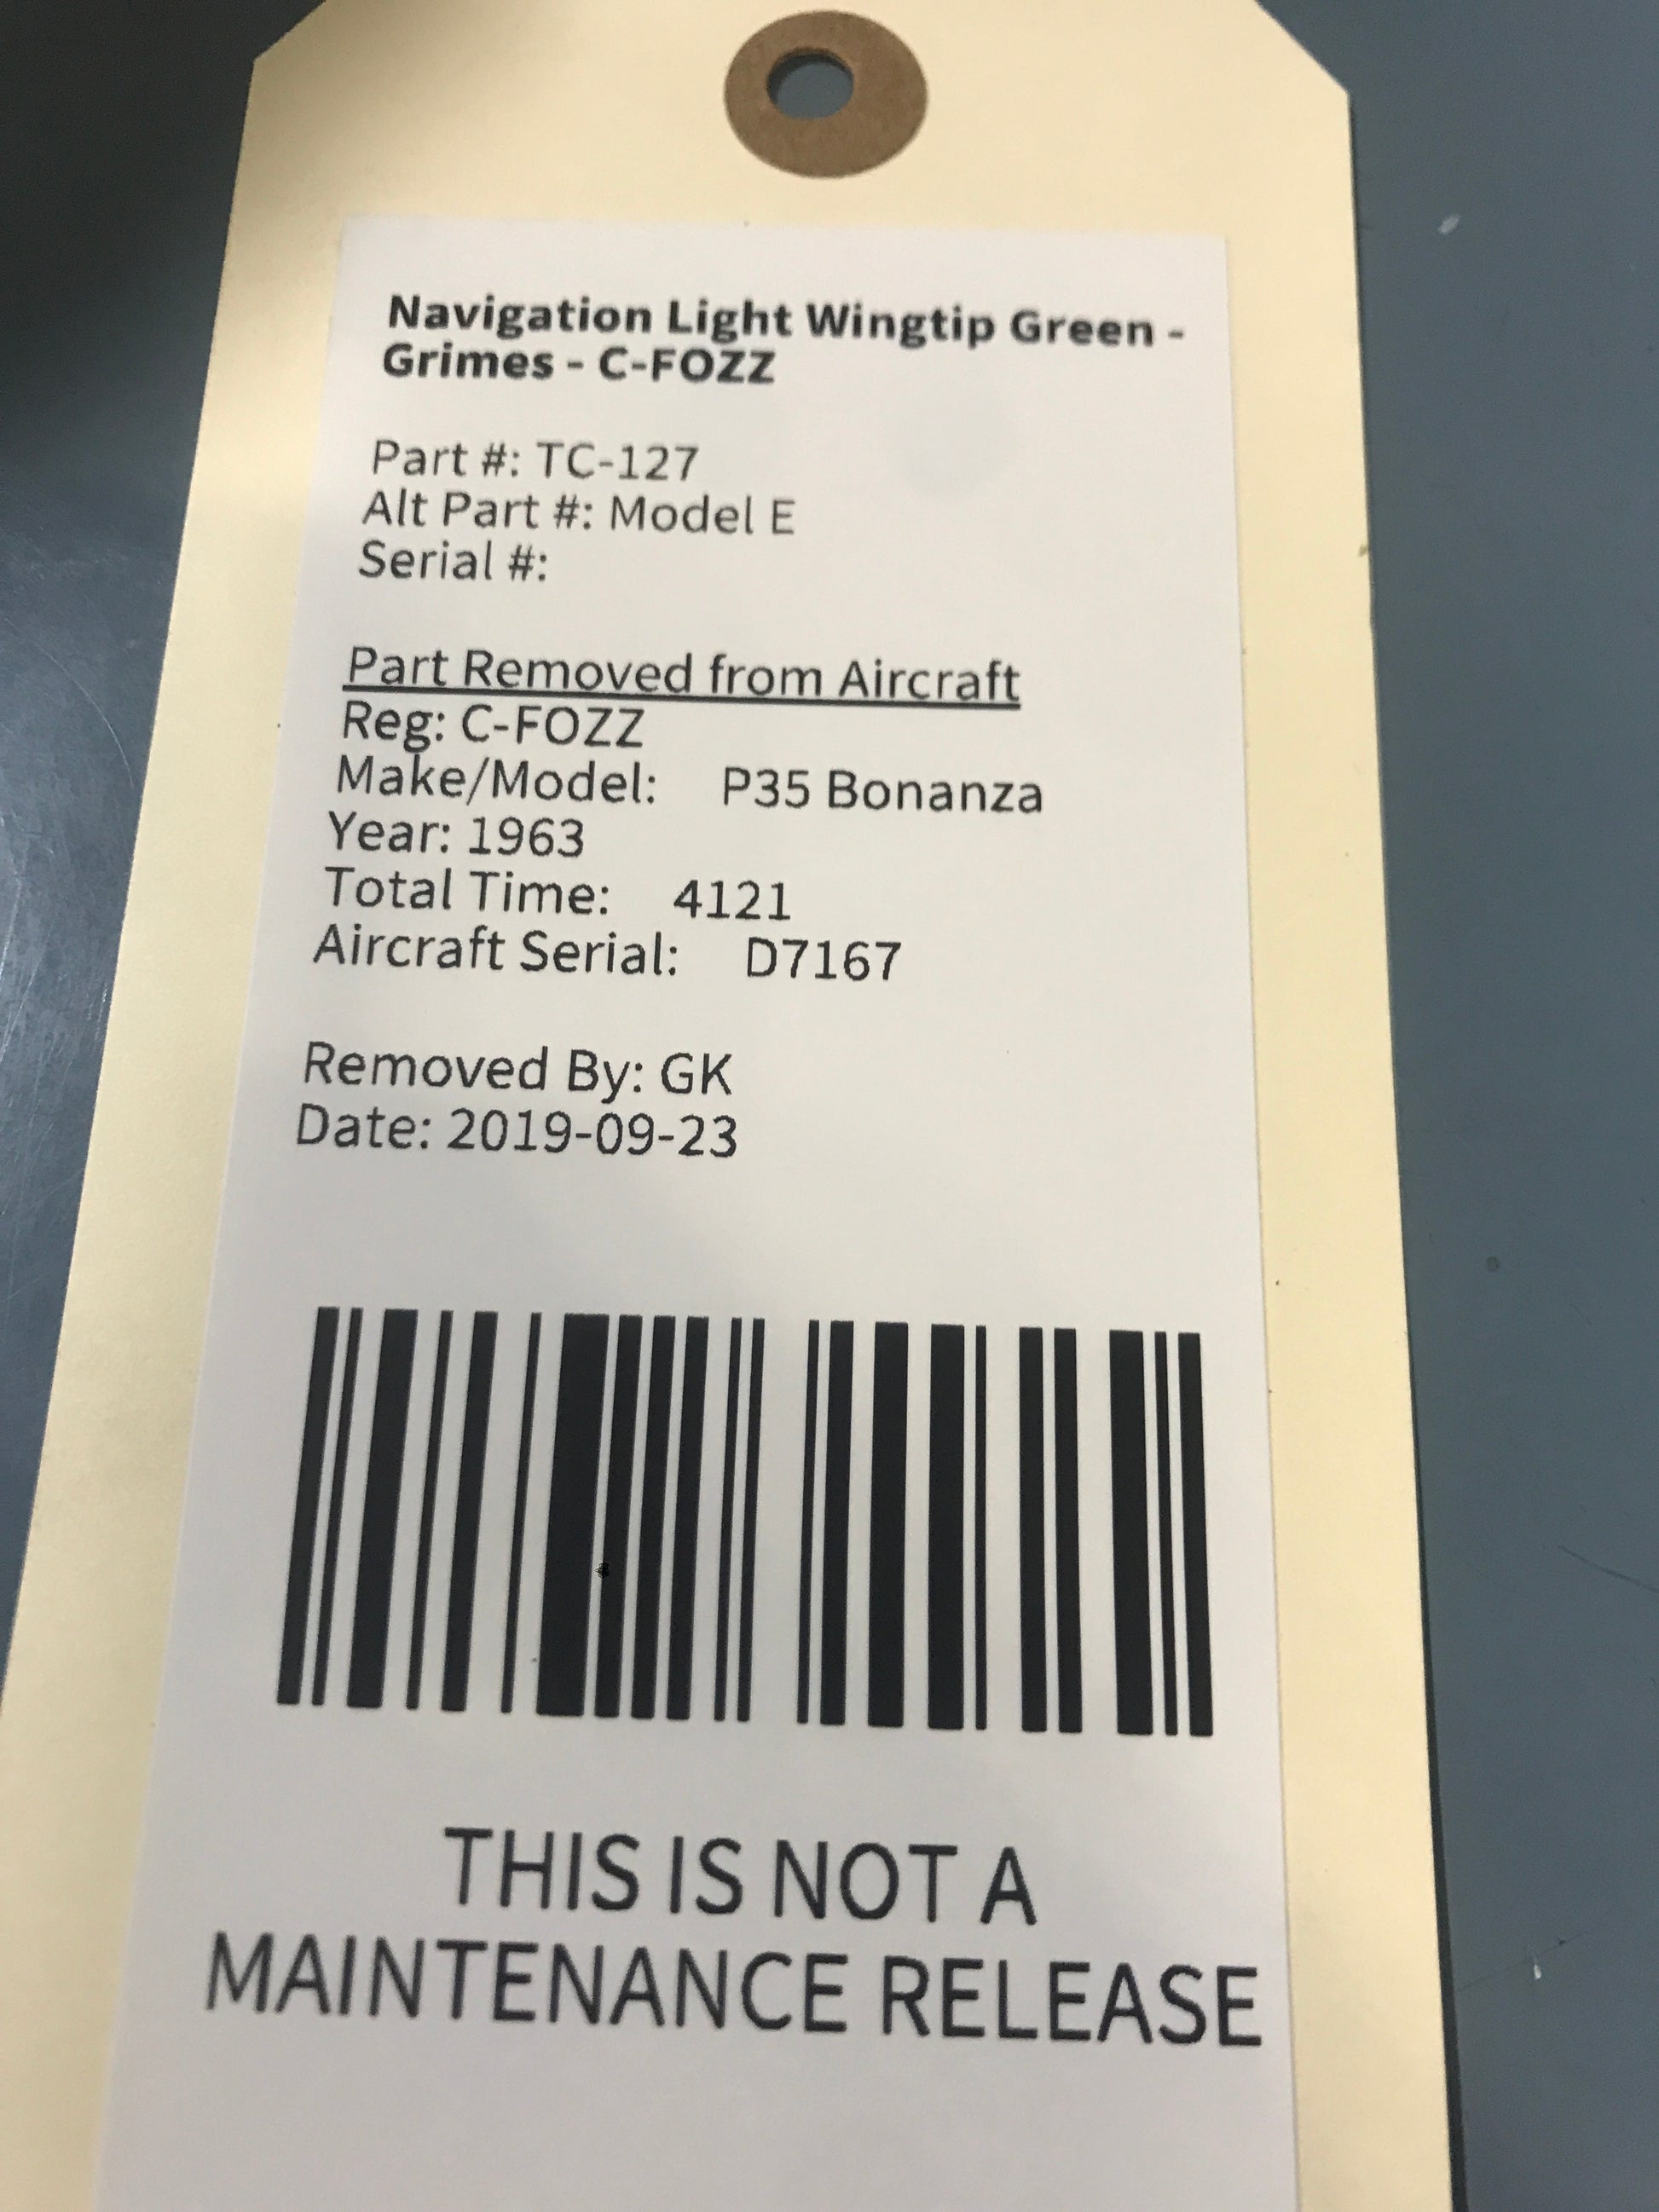 Navigation Light Wingtip Green -
Grimes - C-FOZZ
Part #: TC-127
Alt Part #: Model E
Serial #:
Part Removed from Aircraft
Reg: C-FOZZ
Make/Model: P35 Bonanza
Year: 1963
Total Time: 4121
Aircraft Serial: D7167
Removed By: GK
Date: 2019-09-23
THIS IS NOT A
MAINTENANCE RELEASE